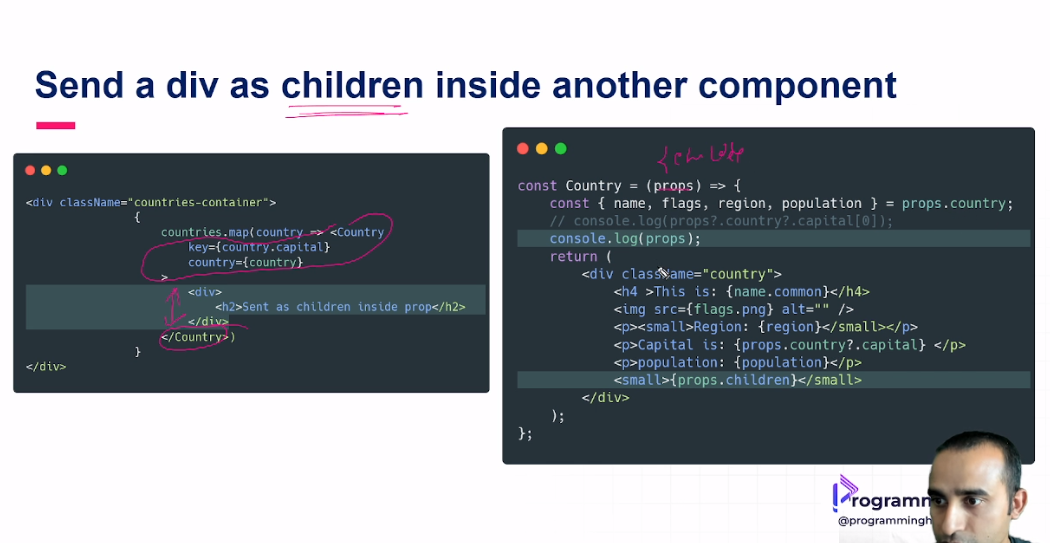 Send a div as children inside another component
<div className="countries-container">
{
countries.map(country => <Country
key={country.capital}
country={country}
>
<div>
<h2>Sent as children inside prop</h2>
</div>
</Country>)
}
</div>
{children
const Country = (props) => {
const { name, flags, region, population } = props.country;
// console.log(props?.country?.capital[0]);
console.log(props);
return (
<div className="country">
<h4 >This is: {name.common}</h4>
<img src={flags.png} alt="" />
<p><small>Region: {region}</small></p>
<p>Capital is: {props.country?.capital} </p>
<p>population: {population}</p>
<small>{props.children}</small>
</div>
);
};
Programm
@programmingh